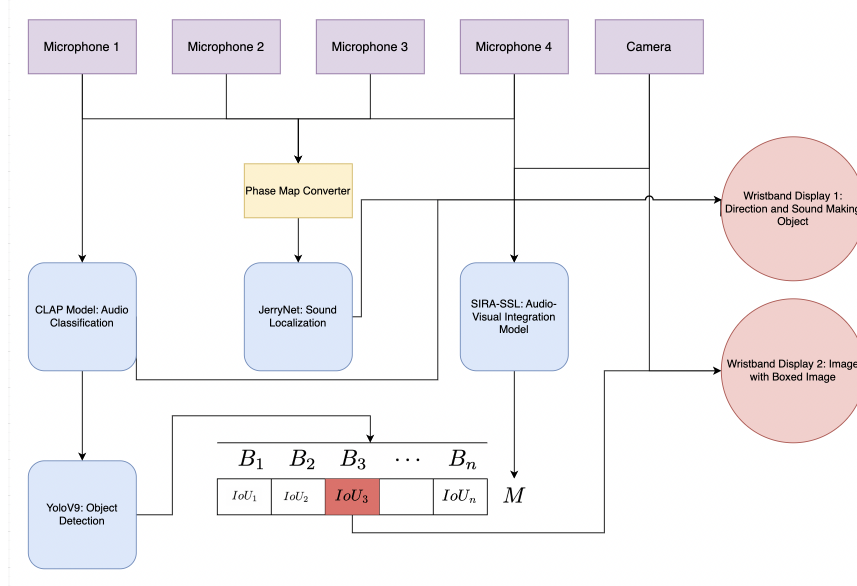 Microphone 1
Microphone 2
Microphone 3
Microphone 4
Camera
Phase Map Converter
Wristband Display 1:
Direction and Sound Making
Object
CLAP Model: Audio
Classification
JerryNet: Sound
Localization
SIRA-SSL: Audio-
Visual Integration
Model
Wristband Display 2: Image
with Boxed Image
YoloV9: Object
Detection
B₁ B₂ B₃ ⋯ Bₙ
IoU₁ IoU₂ IoU₃ IoUₙ
M